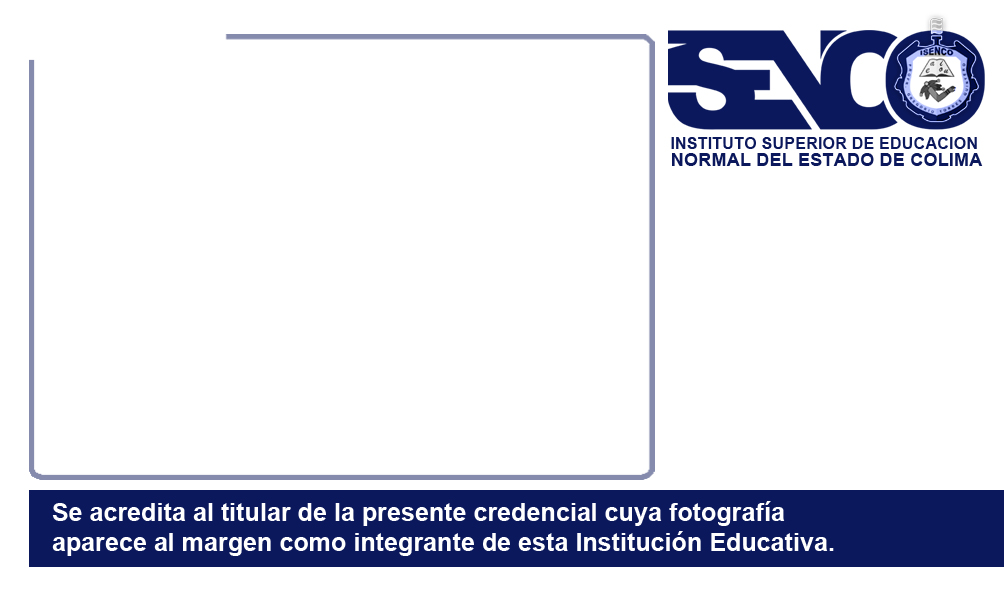 ISENCO
ISENCO
INSTITUTO SUPERIOR DE EDUCACION
NORMAL DEL ESTADO DE COLIMA
Se acredita al titular de la presente credencial cuya fotografía
aparece al margen como integrante de esta Institución Educativa.